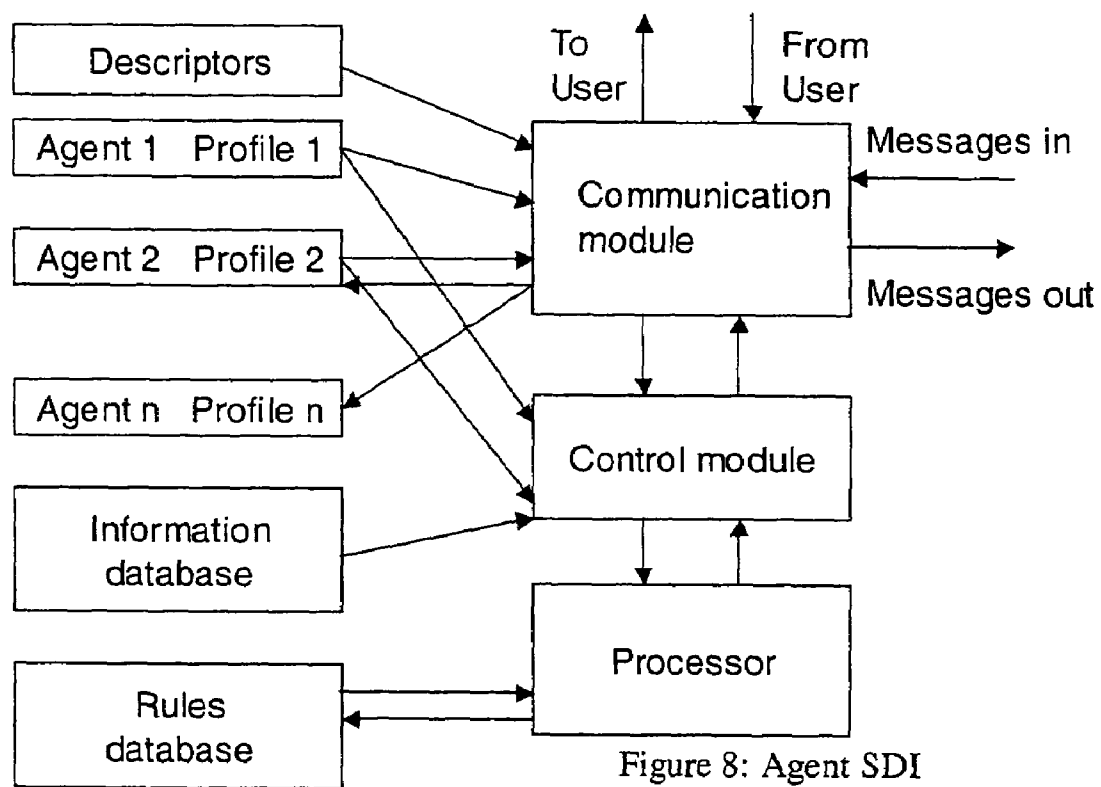 Descriptors
Agent 1 Profile 1
Agent 2 Profile 2
Agent n Profile n
Information
database
Rules
database
To
User
From
User
Messages in
Communication
module
Messages out
Control module
Processor
Figure 8: Agent SDI